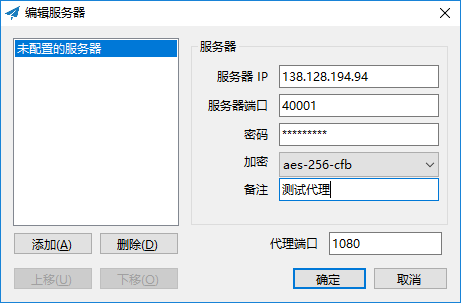 编辑服务器
未配置的服务器
服务器
服务器 IP 138.128.194.94
服务器端口 40001
密码 *********
加密 aes-256-cfb
备注 测试代理
添加(A) 删除(D) 代理端口 1080
上移(U) 下移(O) 确定 取消